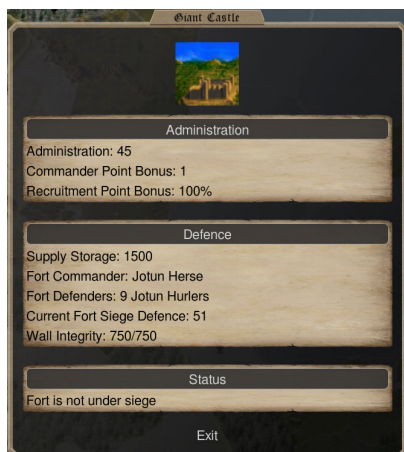 Giant Castle
Administration
Administration: 45
Commander Point Bonus: 1
Recruitment Point Bonus: 100%
Defence
Supply Storage: 1500
Fort Commander: Jotun Herse
Fort Defenders: 9 Jotun Hurlers
Current Fort Siege Defence: 51
Wall Integrity: 750/750
Status
Fort is not under siege
Exit